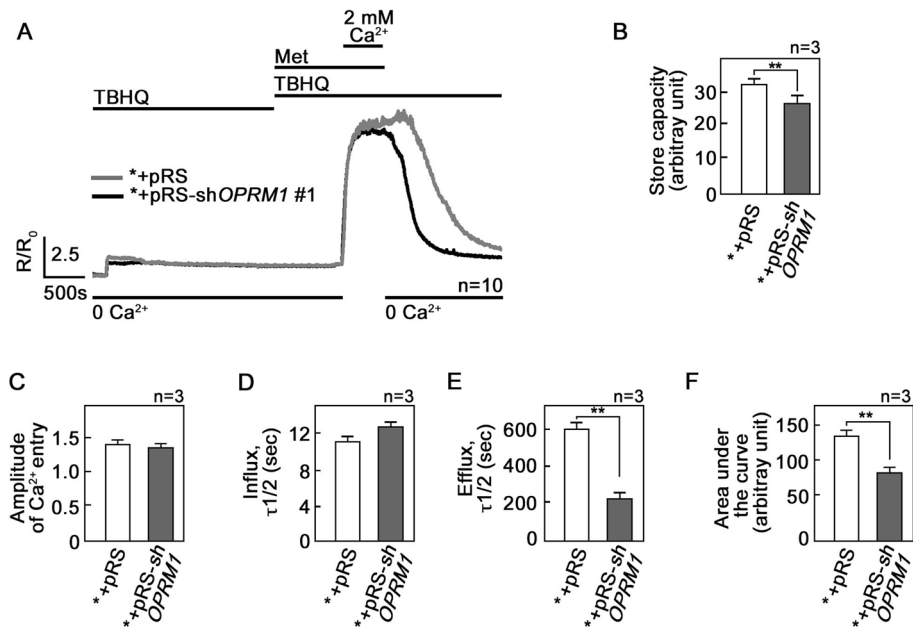 A
2 mM
Ca²⁺
Met
TBHQ
TBHQ
*+pRS
*+pRS-shOPRM1 #1
R/R₀
2.5
500s
n=10
0 Ca²⁺
0 Ca²⁺
B
n=3
**
Store capacity
(arbitray unit)
30
20
10
0
*+pRS
*+pRS-sh
OPRM1
C
n=3
Amplitude
of Ca²⁺ entry
1.5
1.0
0.5
0
*+pRS
*+pRS-sh
OPRM1
D
n=3
Influx,
τ1/2 (sec)
12
8
4
0
*+pRS
*+pRS-sh
OPRM1
E
n=3
**
Efflux,
τ1/2 (sec)
600
400
200
0
*+pRS
*+pRS-sh
OPRM1
F
n=3
**
Area under
the curve
(arbitray unit)
150
100
50
0
*+pRS
*+pRS-sh
OPRM1